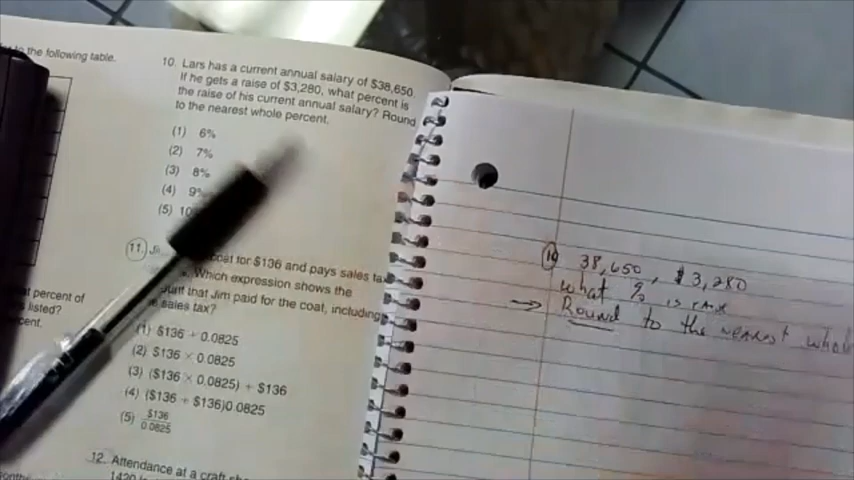 to the following table.
10. Lars has a current annual salary of $38,650.
If he gets a raise of $3,280, what percent is
the raise of his current annual salary? Round
to the nearest whole percent.
(1) 6%
(2) 7%
(3) 8%
(4) 9%
(5) 10
11. Ji
coat for $136 and pays sales ta
Which expression shows the
that Jim paid for the coat, including
sales tax?
(1) $136 + 0.0825
(2) $136 × 0.0825
(3) ($136 × 0.0825) + $136
(4) ($136 + $136)0.0825
(5) $136
0.0825
12. Attendance at a craft sh
1420
percent of
listed?
cent.
10 38,650, $3,280
what % is
Round to the nearest whole